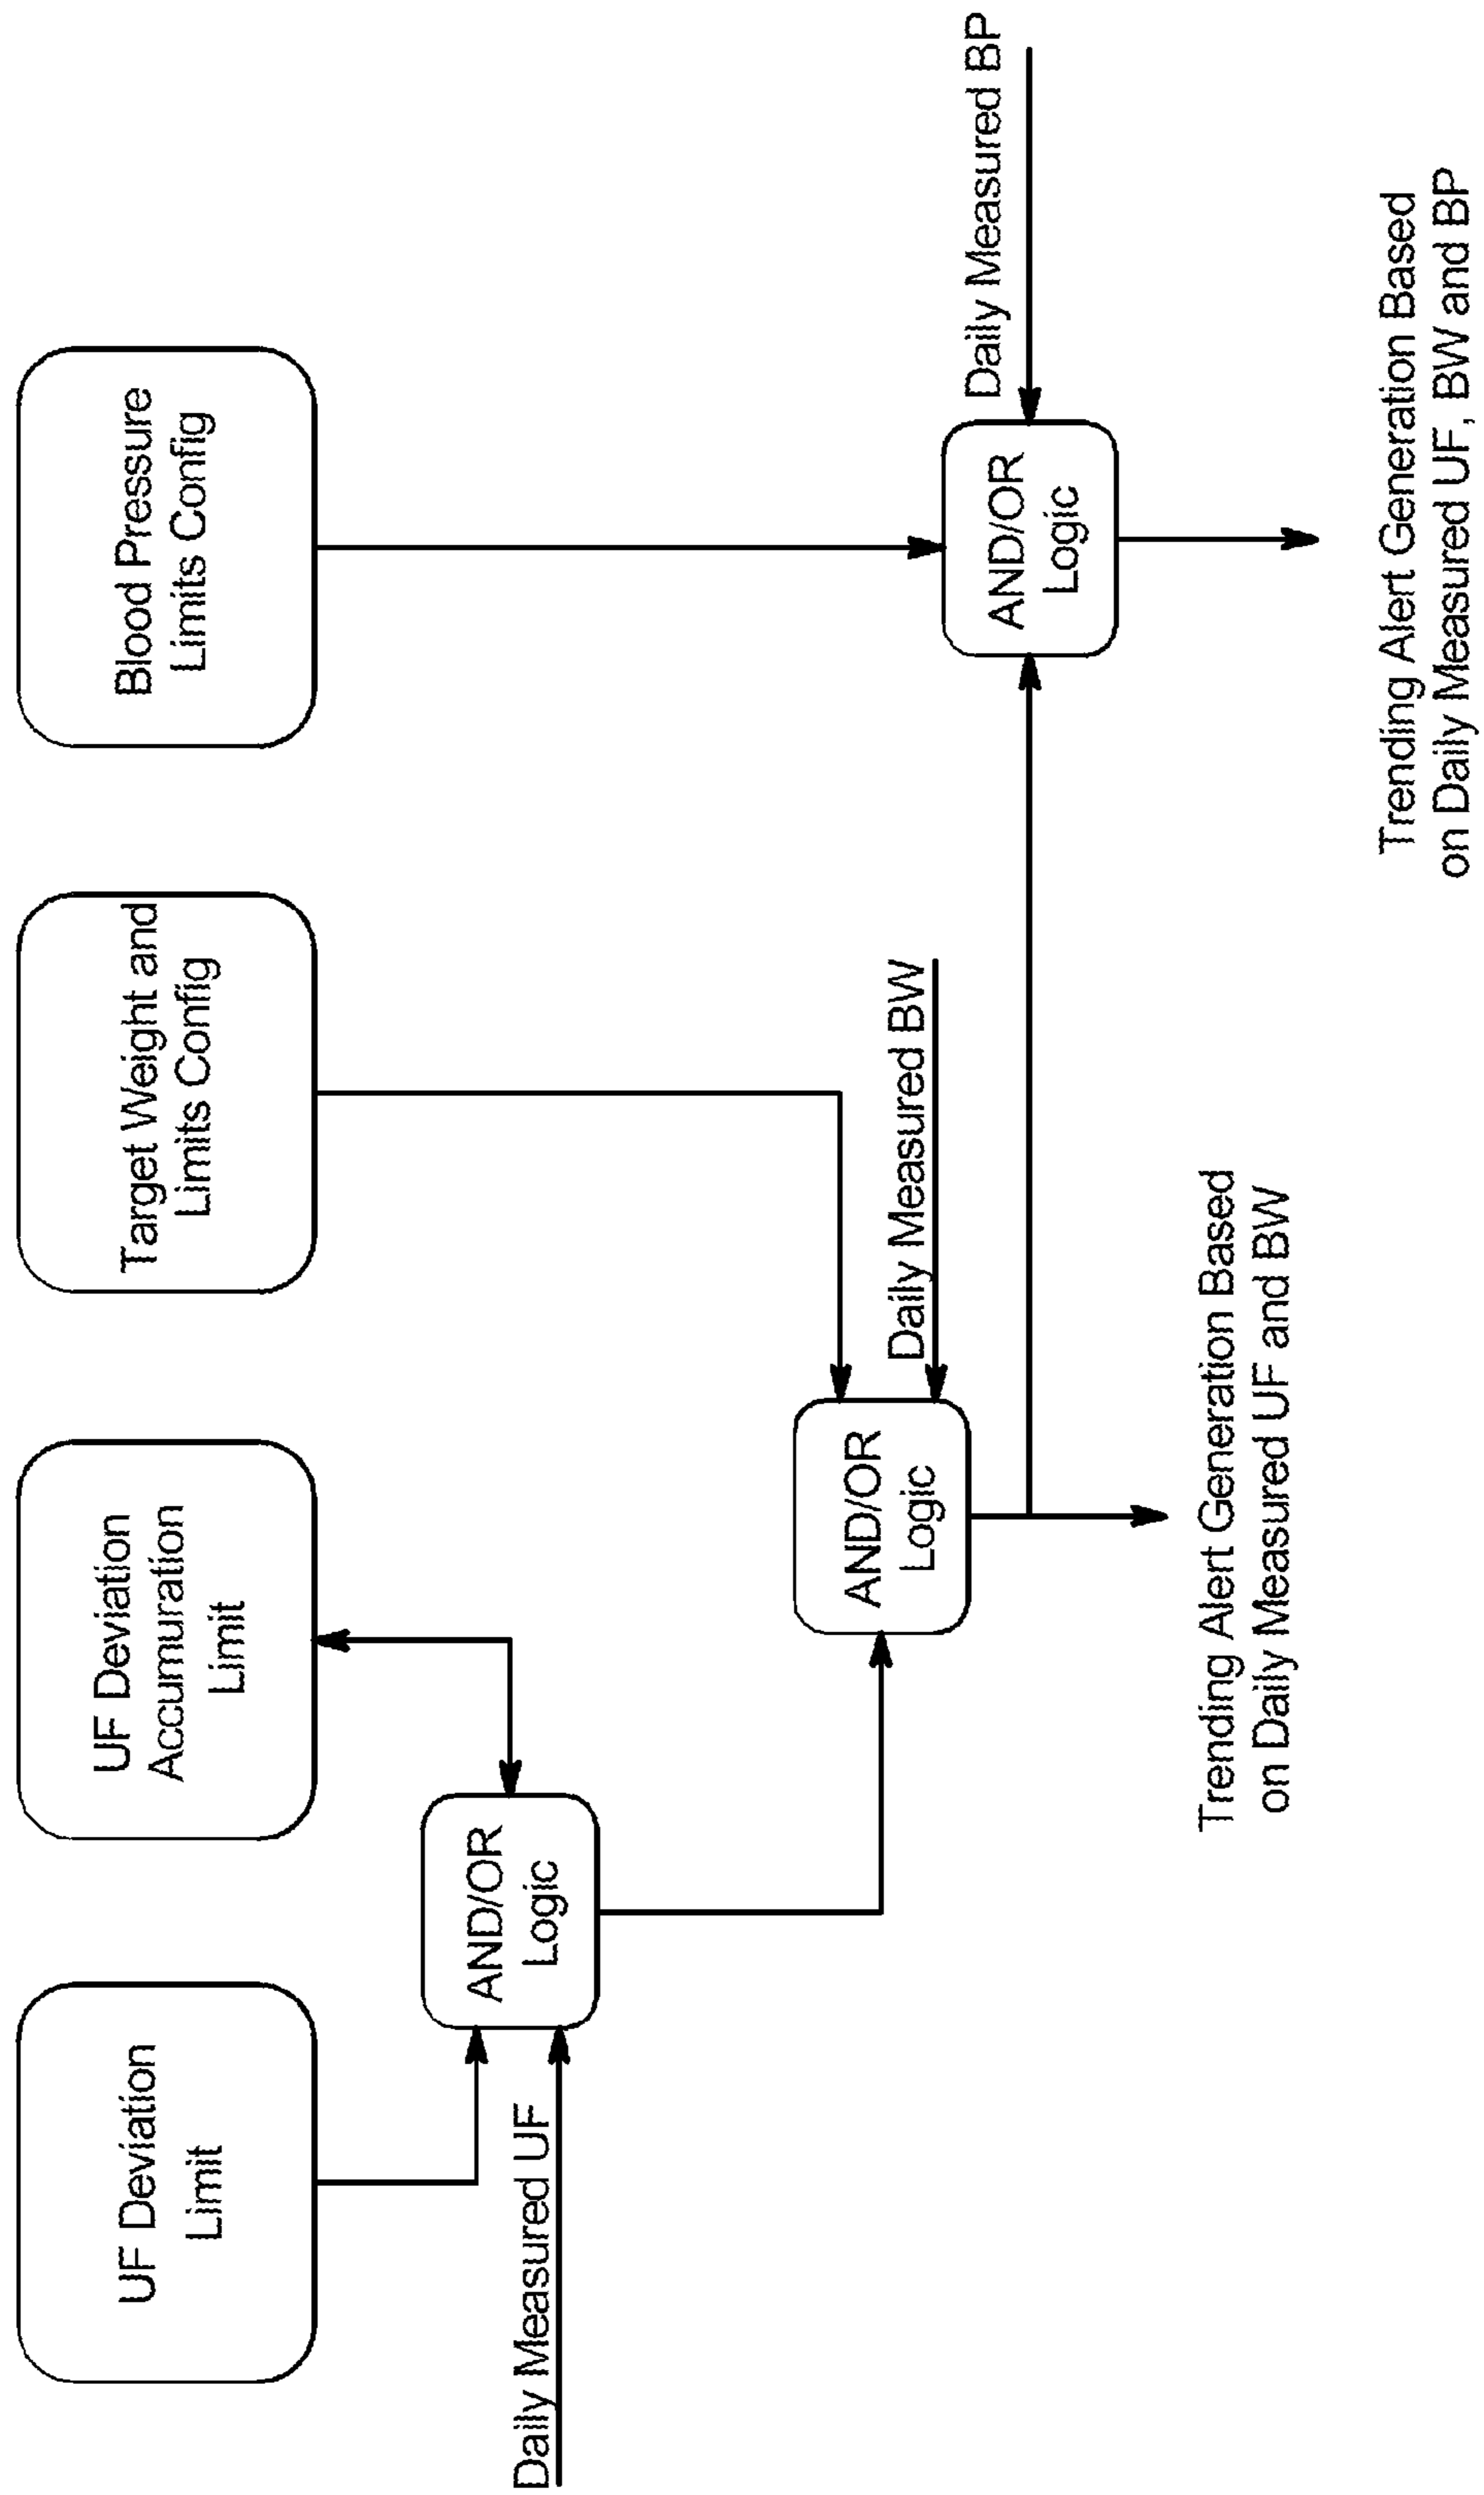 UF Deviation
Limit
UF Deviation
Accumuration
Limit
Target Weight and
Limits Config
Blood Pressure
Limits Config
Daily Measured UF
AND/OR
Logic
AND/OR
Logic
Daily Measured BW
AND/OR
Logic
Daily Measured BP
Trending Alert Generation Based
on Daily Measured UF and BW
Trending Alert Generation Based
on Daily Measured UF, BW and BP